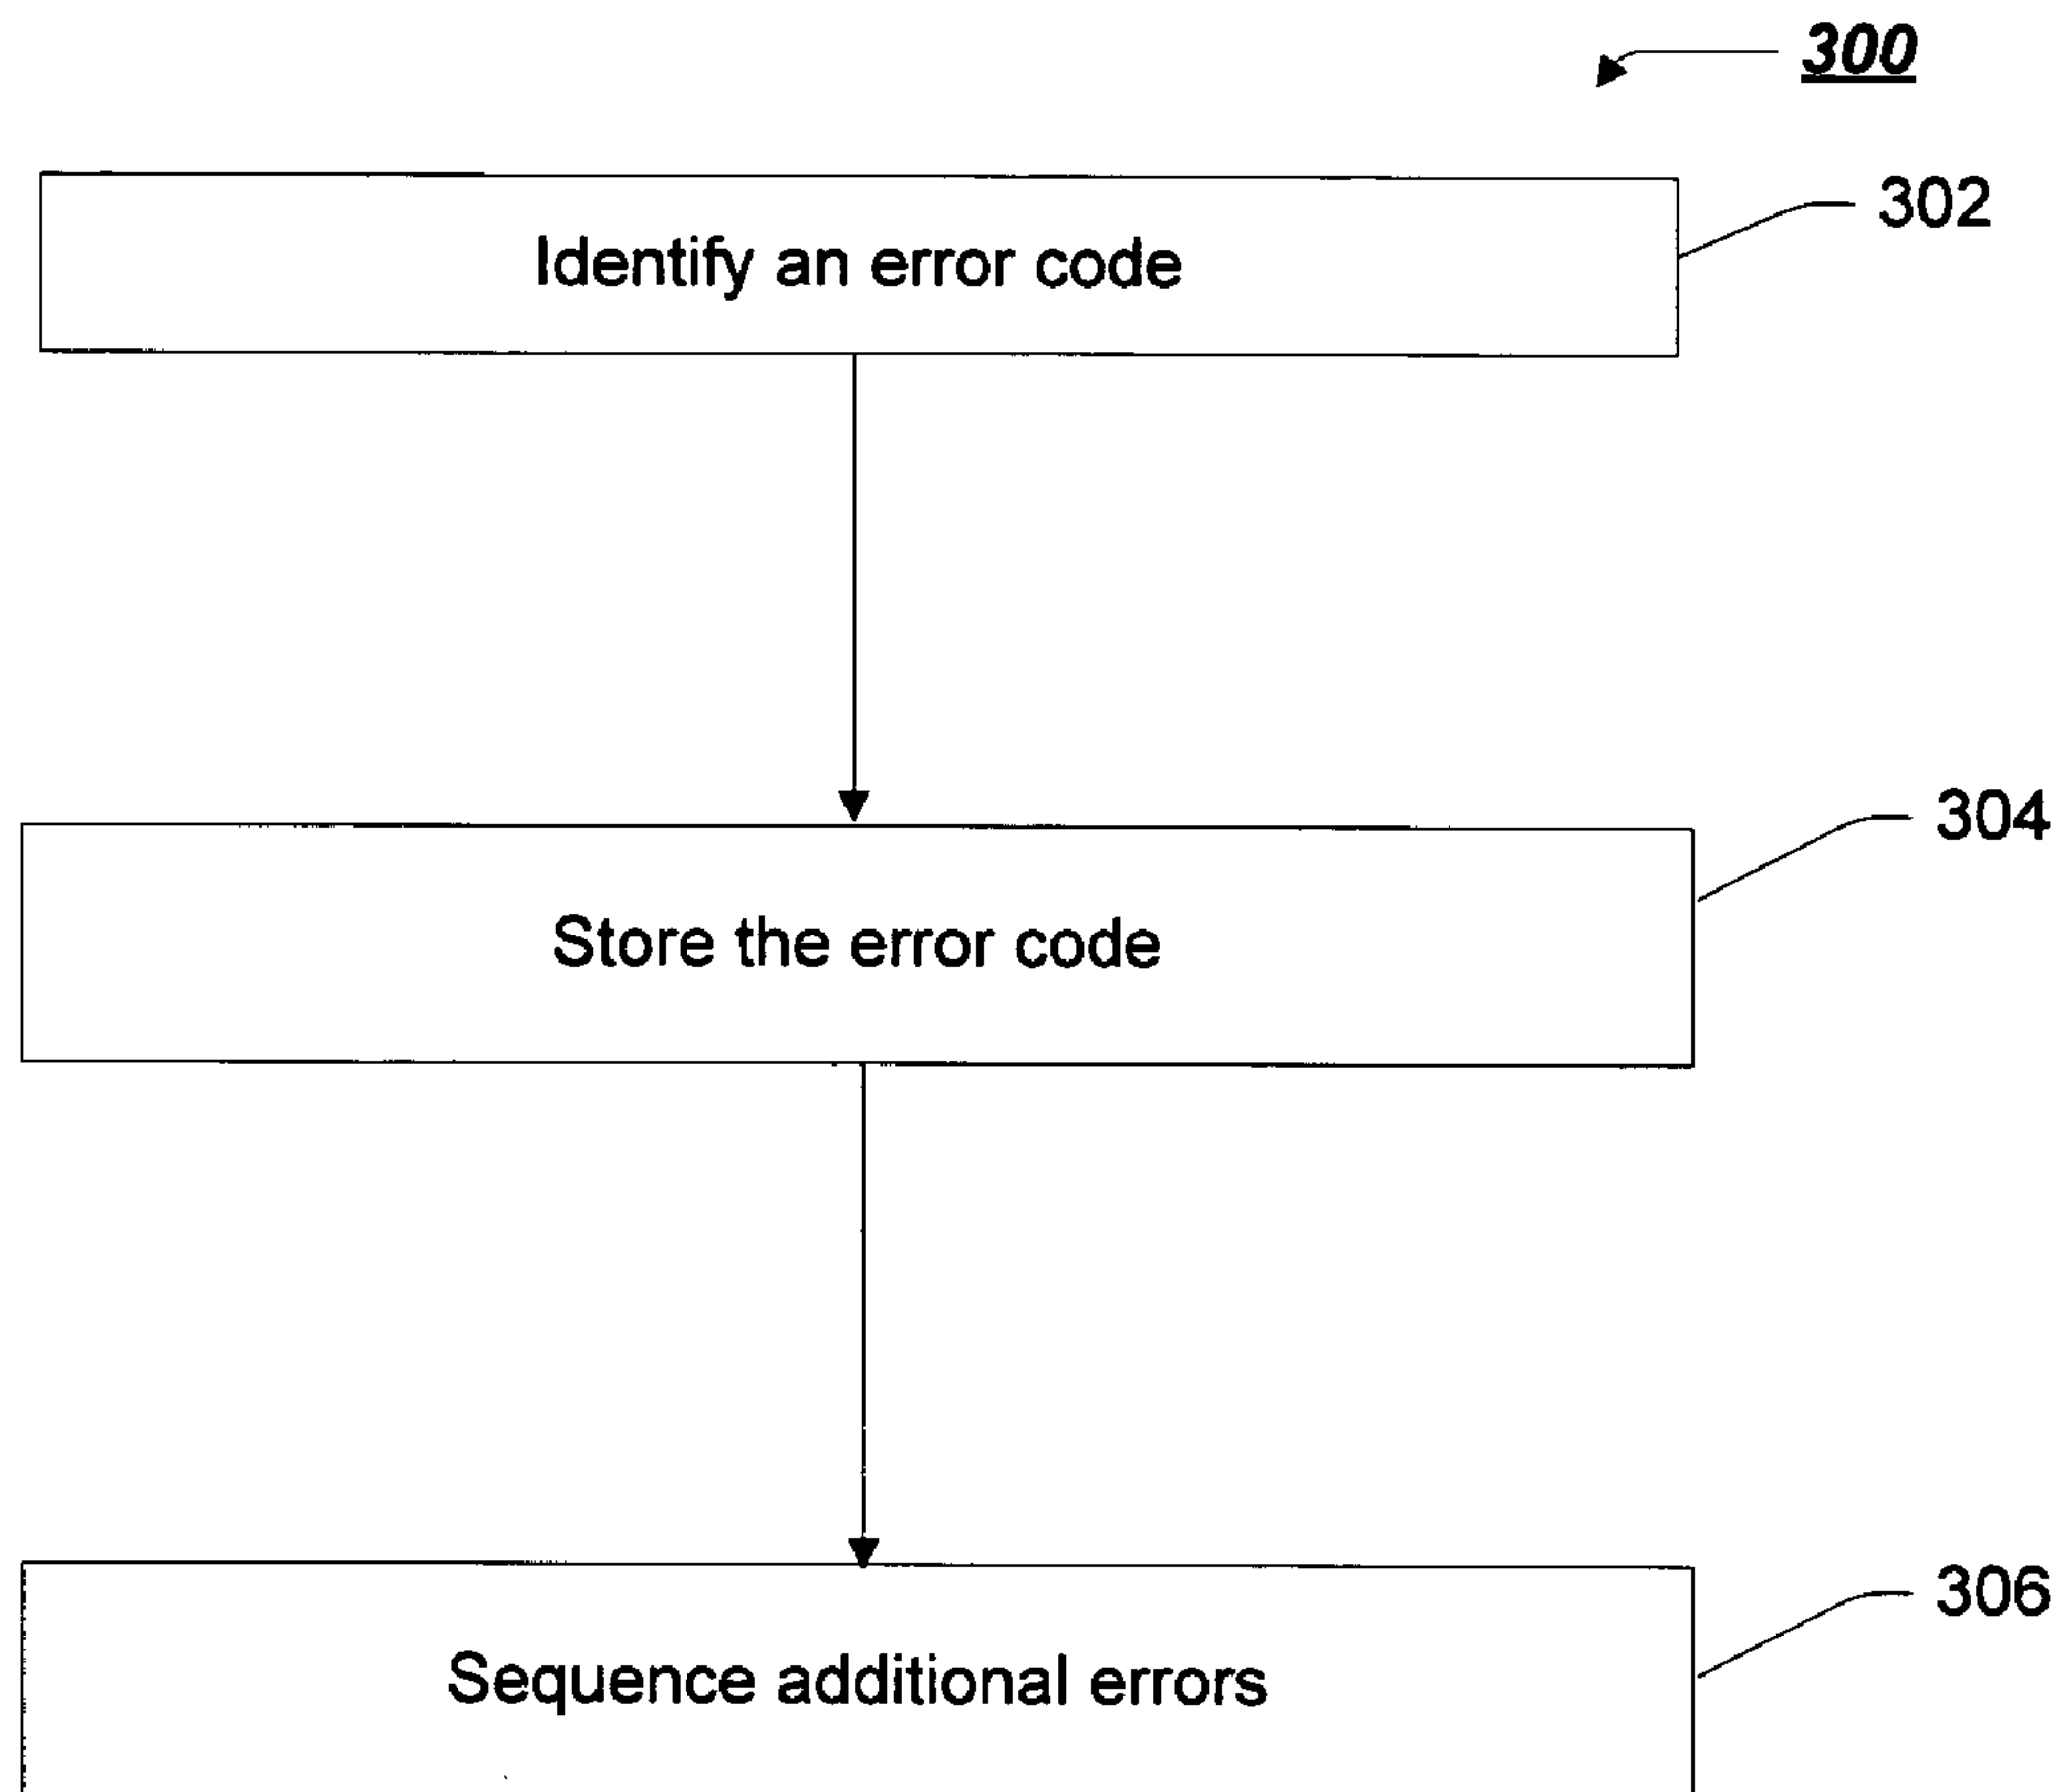 300
Identify an error code
302
Store the error code
304
Sequence additional errors
306